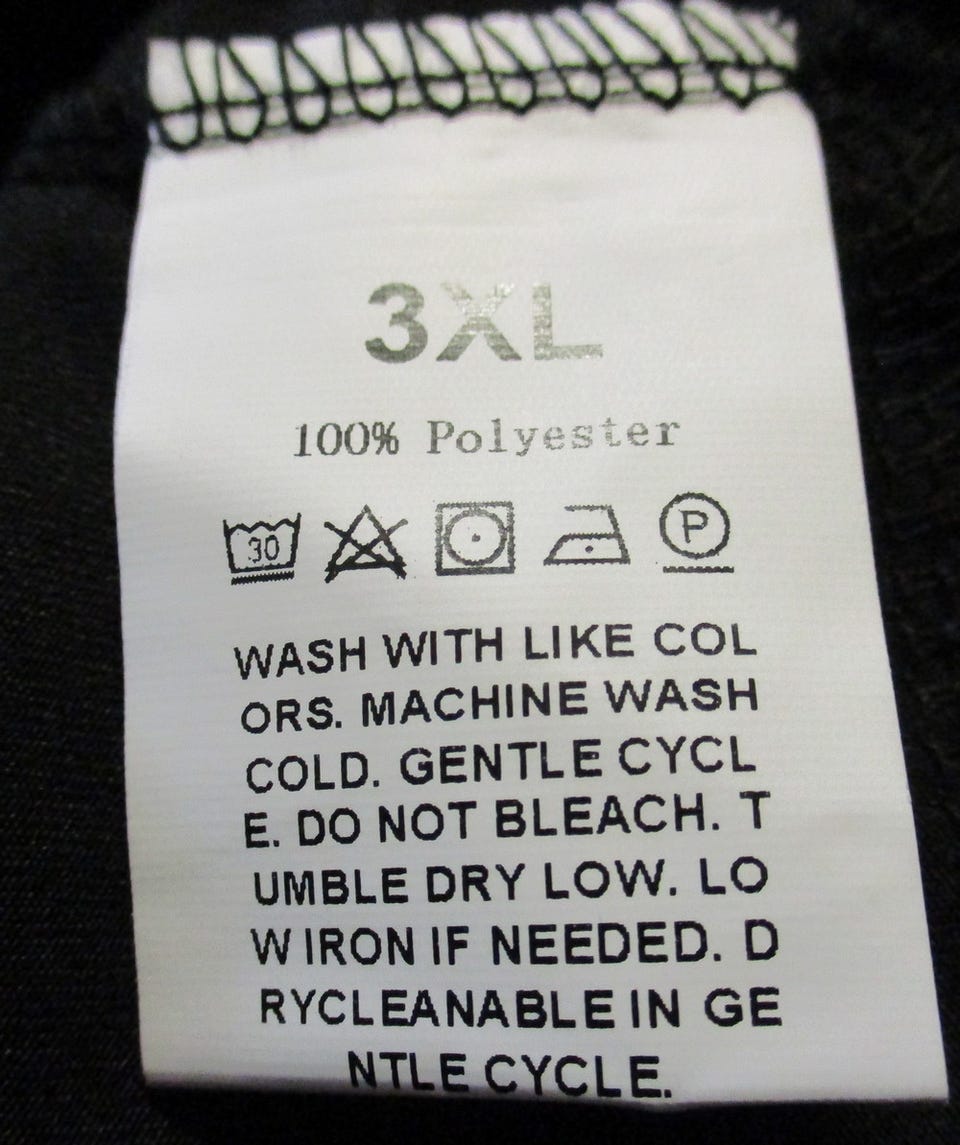 3XL
100% Polyester
30 P
WASH WITH LIKE COL
ORS. MACHINE WASH
COLD. GENTLE CYCL
E. DO NOT BLEACH. T
UMBLE DRY LOW. LO
W IRON IF NEEDED. D
RYCLEANABLE IN GE
NTLE CYCLE.